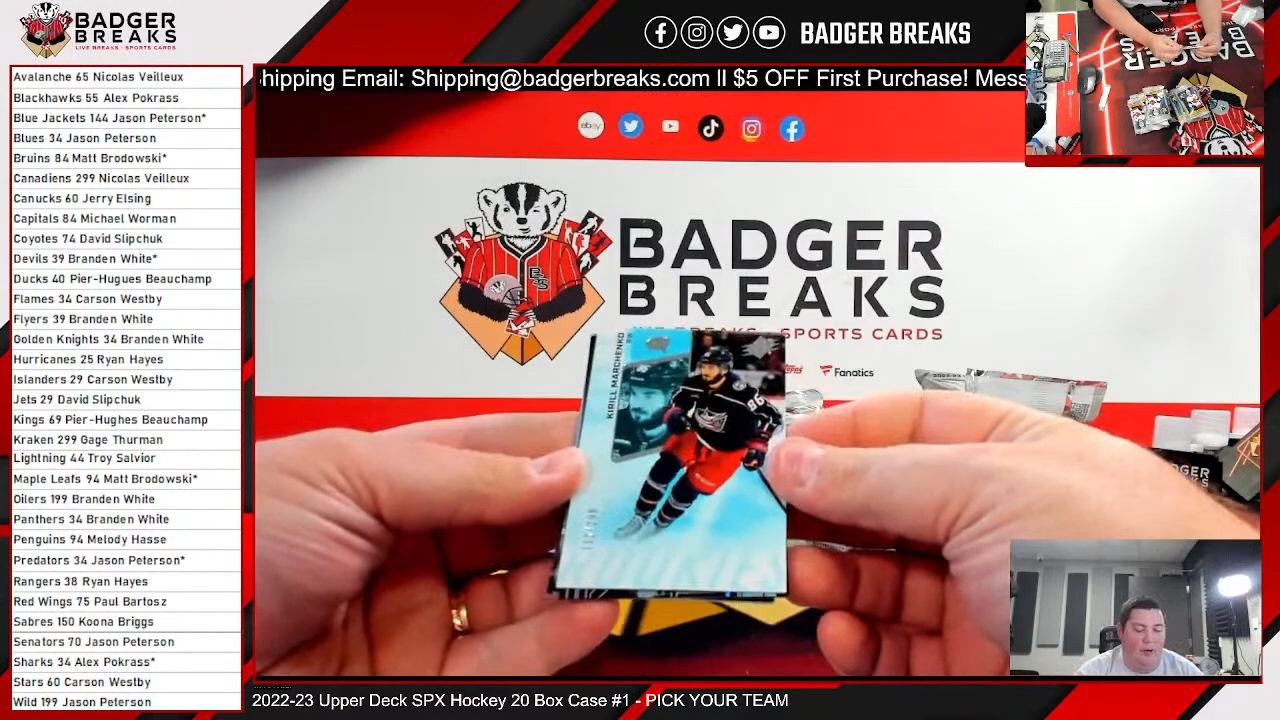 BADGER
BREAKS
LIVE BREAKS - SPORTS CARDS
BADGER BREAKS
Avalanche 65 Nicolas Veilleux
Blackhawks 55 Alex Pokrass
Blue Jackets 144 Jason Peterson*
Blues 34 Jason Peterson
Bruins 84 Matt Brodowski*
Canadiens 299 Nicolas Veilleux
Canucks 60 Jerry Elsing
Capitals 84 Michael Worman
Coyotes 74 David Slipchuk
Devils 39 Branden White*
Ducks 40 Pier-Hugues Beauchamp
Flames 34 Carson Westby
Flyers 39 Branden White
Golden Knights 34 Branden White
Hurricanes 25 Ryan Hayes
Islanders 29 Carson Westby
Jets 29 David Slipchuk
Kings 69 Pier-Hughes Beauchamp
Kraken 299 Gage Thurman
Lightning 44 Troy Salvior
Maple Leafs 94 Matt Brodowski*
Oilers 199 Branden White
Panthers 34 Branden White
Penguins 94 Melody Hasse
Predators 34 Jason Peterson*
Rangers 38 Ryan Hayes
Red Wings 75 Paul Bartosz
Sabres 150 Koona Briggs
Senators 70 Jason Peterson
Sharks 34 Alex Pokrass*
Stars 60 Carson Westby
Wild 199 Jason Peterson
hipping Email: Shipping@badgerbreaks.com ll $5 OFF First Purchase! Mess
ebay
BADGER
BREAKS
BREAKS - SPORTS CARDS
Fanatics
KIRILL MARCHENKO
BADGER
2022-23 Upper Deck SPX Hockey 20 Box Case #1 - PICK YOUR TEAM